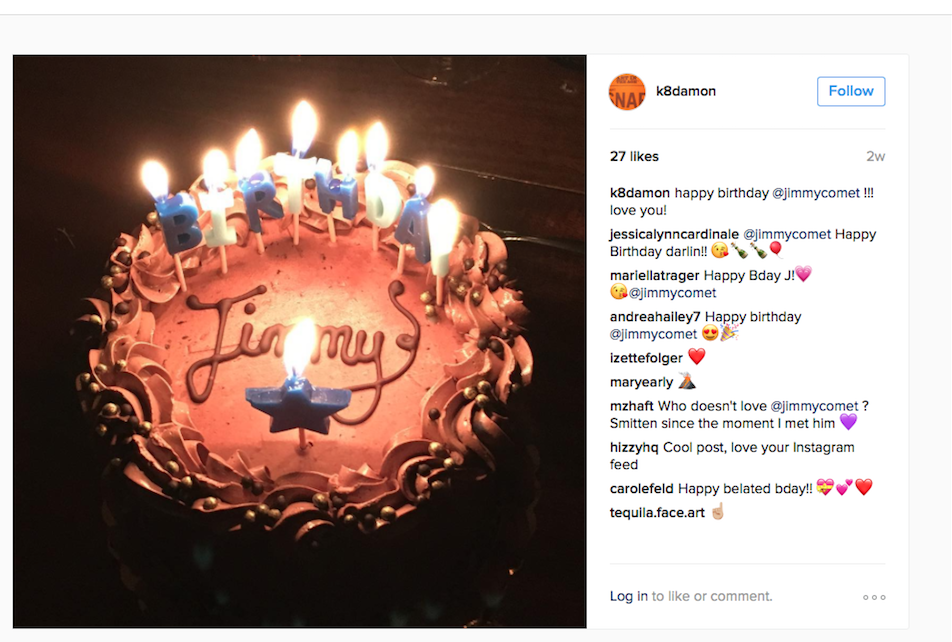 BIRTHDAY
Jimmy
SNAP
k8damon
Follow
27 likes
2w
k8damon happy birthday @jimmycomet !!!
love you!
jessicalynncardinale @jimmycomet Happy
Birthday darlin!! 😘🍾🍾🎈
mariellatrager Happy Bday J!💗
😘@jimmycomet
andreahailey7 Happy birthday
@jimmycomet 😍🎉
izettefolger ❤️
maryearly 🌋
mzhaft Who doesn't love @jimmycomet ?
Smitten since the moment I met him 💜
hizzyhq Cool post, love your Instagram
feed
carolefeld Happy belated bday!! 💝💕❤️
tequila.face.art ☝🏼
Log in to like or comment.